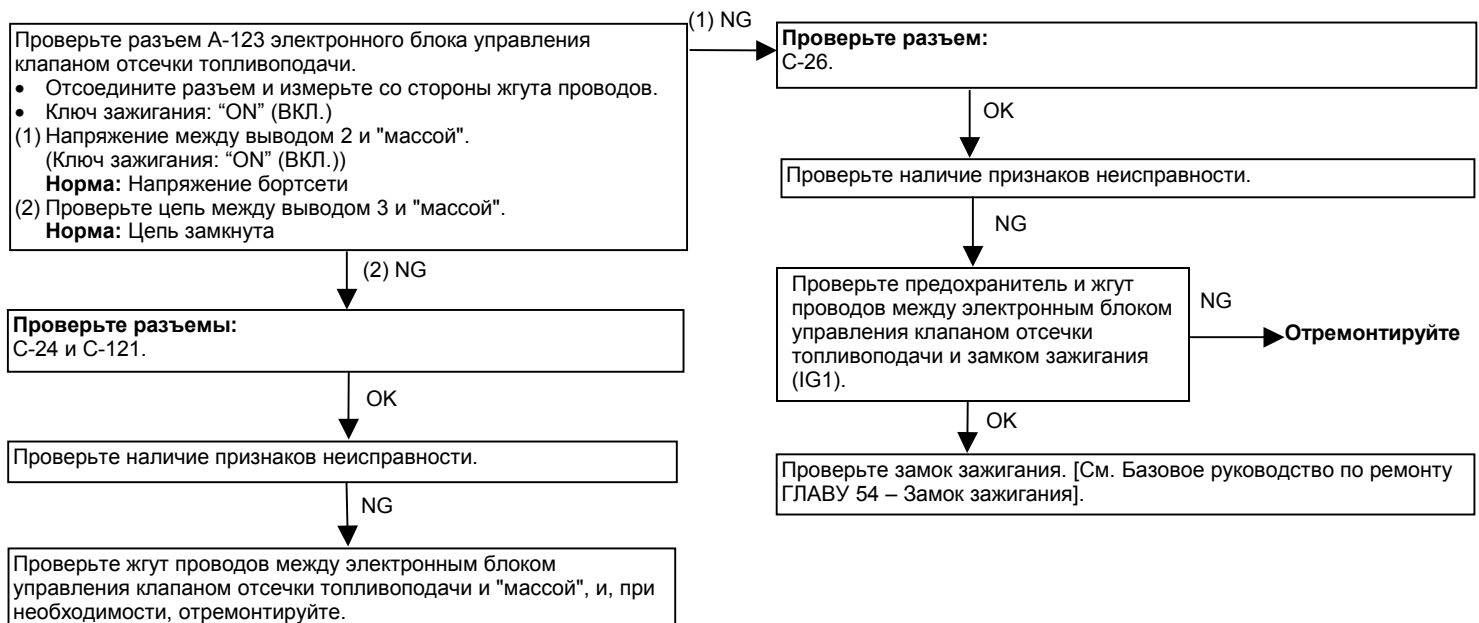 Проверьте разъем А-123 электронного блока управления
клапаном отсечки топливоподачи.
• Отсоедините разъем и измерьте со стороны жгута проводов.
• Ключ зажигания: “ON” (ВКЛ.)
(1) Напряжение между выводом 2 и "массой".
(Ключ зажигания: “ON” (ВКЛ.))
Норма: Напряжение бортсети
(2) Проверьте цепь между выводом 3 и "массой".
Норма: Цепь замкнута
(2) NG
Проверьте разъемы:
С-24 и С-121.
OK
Проверьте наличие признаков неисправности.
NG
Проверьте жгут проводов между электронным блоком
управления клапаном отсечки топливоподачи и "массой", и, при
необходимости, отремонтируйте.
(1) NG
Проверьте разъем:
С-26.
OK
Проверьте наличие признаков неисправности.
NG
Проверьте предохранитель и жгут
проводов между электронным блоком
управления клапаном отсечки
топливоподачи и замком зажигания
(IG1).
NG
Отремонтируйте
OK
Проверьте замок зажигания. [См. Базовое руководство по ремонту
ГЛАВУ 54 – Замок зажигания].